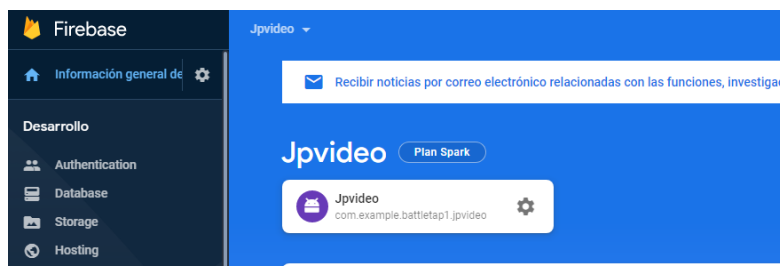 Firebase
Jpvideo
Información general de
Recibir noticias por correo electrónico relacionadas con las funciones, investiga
Desarrollo
Authentication
Database
Storage
Hosting
Jpvideo Plan Spark
Jpvideo
com.example.battletap1.jpvideo